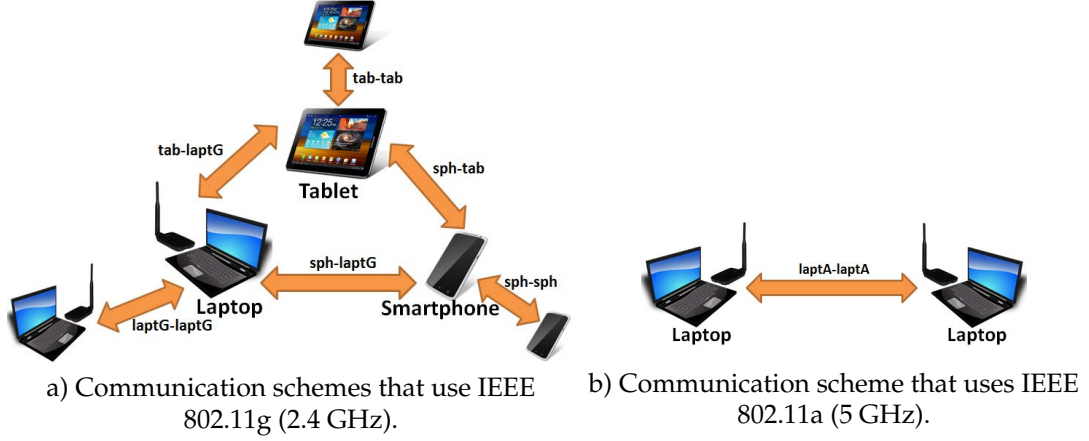 tab-tab
12:25
tab-laptG
sph-tab
Tablet
sph-laptG
sph-sph
Laptop
Smartphone
laptG-laptG
a) Communication schemes that use IEEE
802.11g (2.4 GHz).
laptA-laptA
Laptop
Laptop
b) Communication scheme that uses IEEE
802.11a (5 GHz).